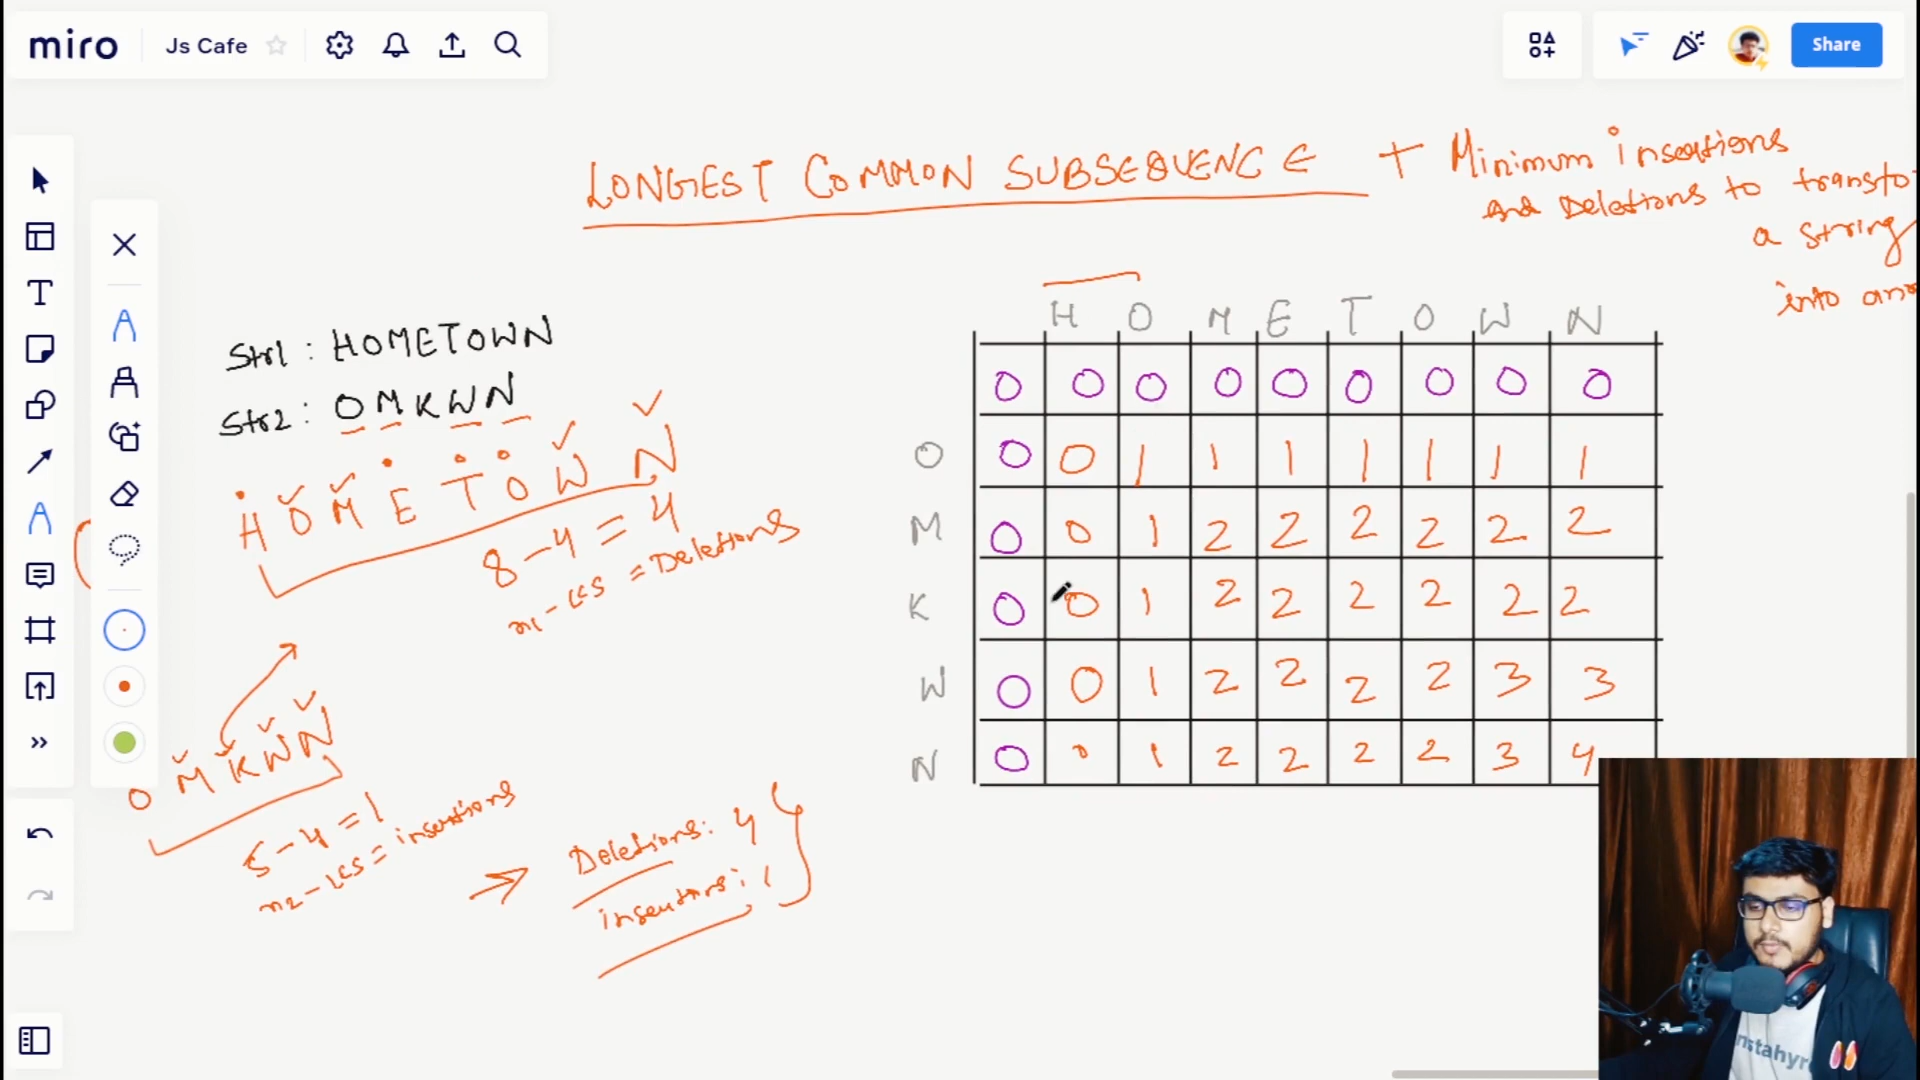 miro Js Cafe Share
LONGEST COMMON SUBSEQUENCE + Minimum insertions
and Deletions to transfo
a string
into ano
Str1 : HOMETOWN
Str2 : OMKWN
HOMETOWN
8-4=4
n1-LCS = Deletions
OMKWN
5-4=1
n2-LCS = insertions
Deletions: 4
insertions: 1
H O M E T O W N
0 0 0 0 0 0 0 0 0
O 0 0 1 1 1 1 1 1 1
M 0 0 1 2 2 2 2 2 2
K 0 0 1 2 2 2 2 2 2
W 0 0 1 2 2 2 2 3 3
N 0 0 1 2 2 2 2 3 4
nstahyr